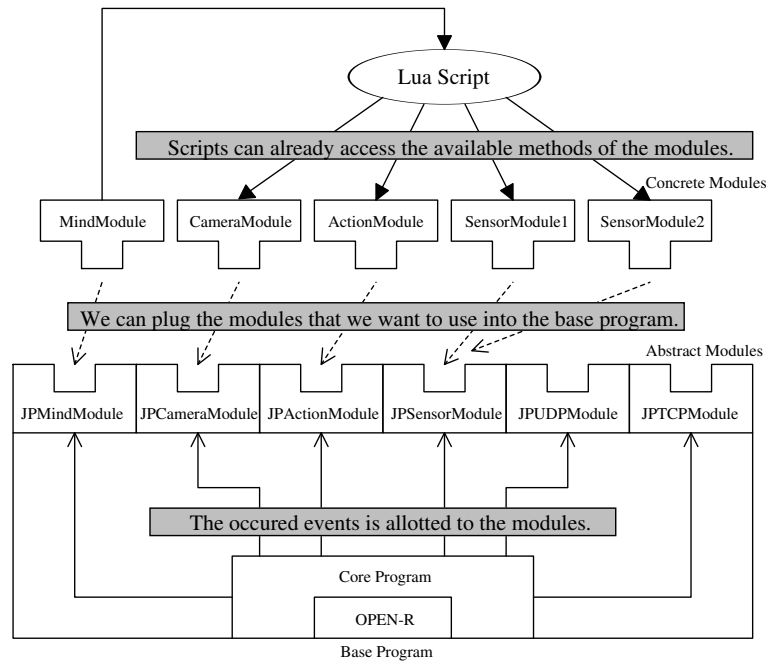 Lua Script
Scripts can already access the available methods of the modules.
Concrete Modules
MindModule
CameraModule
ActionModule
SensorModule1
SensorModule2
We can plug the modules that we want to use into the base program.
Abstract Modules
JPMindModule
JPCameraModule
JPActionModule
JPSensorModule
JPUDPModule
JPTCPModule
The occured events is allotted to the modules.
Core Program
OPEN-R
Base Program